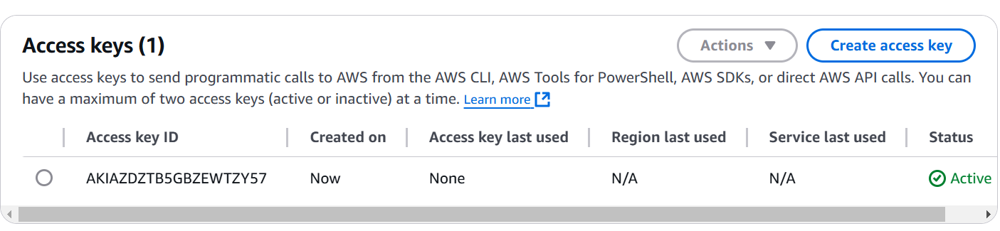 Access keys (1)
Actions
Create access key
Use access keys to send programmatic calls to AWS from the AWS CLI, AWS Tools for PowerShell, AWS SDKs, or direct AWS API calls. You can
have a maximum of two access keys (active or inactive) at a time. Learn more
Access key ID Created on Access key last used Region last used Service last used Status
AKIAZDZTB5GBZEWTZY57 Now None N/A N/A Active